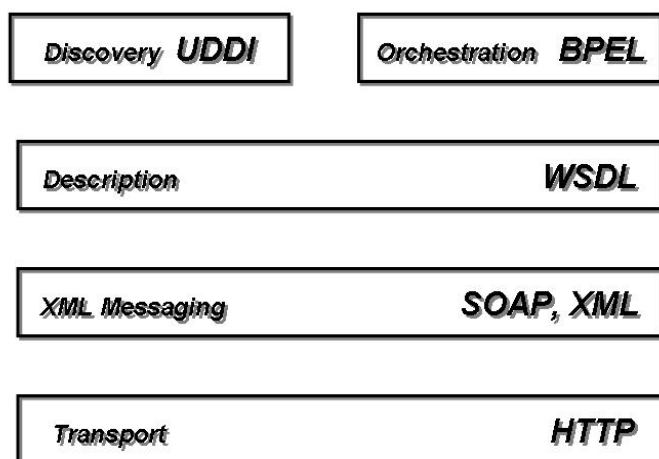 Discovery UDDI
Orchestration BPEL
Description WSDL
XML Messaging SOAP, XML
Transport HTTP